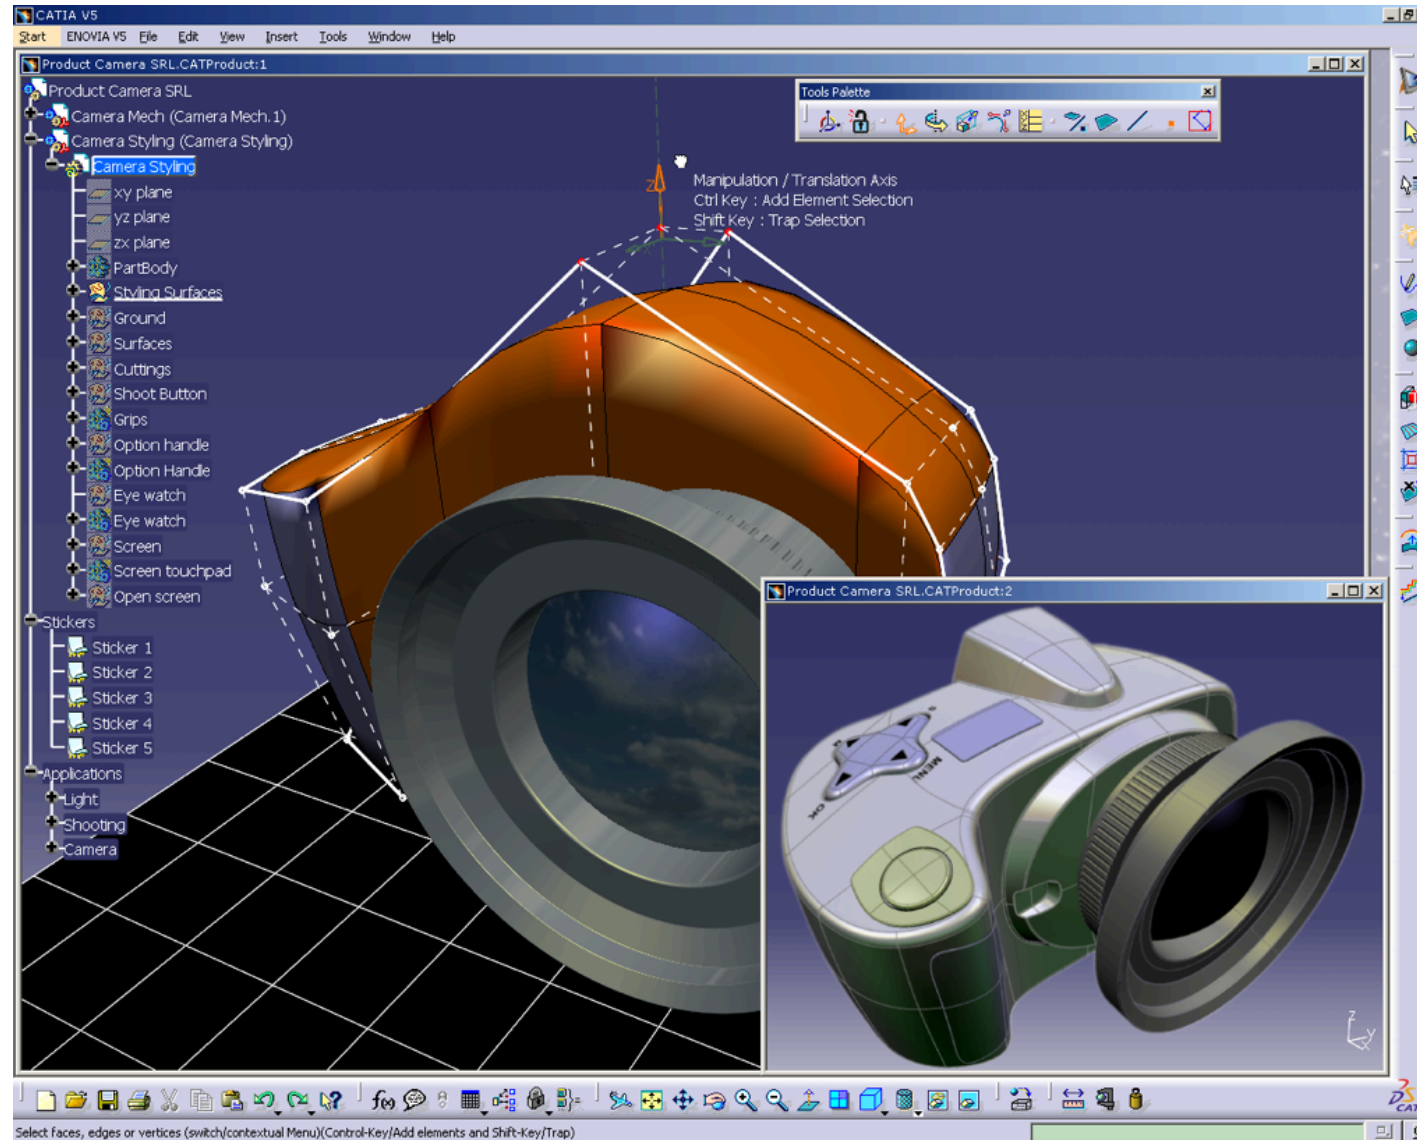 CATIA V5
Start ENOVIA V5 File Edit View Insert Tools Window Help
Product Camera SRL.CATProduct:1
Product Camera SRL
Camera Mech (Camera Mech.1)
Camera Styling (Camera Styling)
Camera Styling
xy plane
yz plane
zx plane
PartBody
Styling Surfaces
Ground
Surfaces
Cuttings
Shoot Button
Grips
Option handle
Option Handle
Eye watch
Eye watch
Screen
Screen touchpad
Open screen
Stickers
Sticker 1
Sticker 2
Sticker 3
Sticker 4
Sticker 5
Applications
Light
Shooting
Camera
Tools Palette
Z
Manipulation / Translation Axis
Ctrl Key : Add Element Selection
Shift Key : Trap Selection
Product Camera SRL.CATProduct:2
MENU
OK
z
y
x
f(x)
Select faces, edges or vertices (switch/contextual Menu)(Control-Key/Add elements and Shift-Key/Trap)